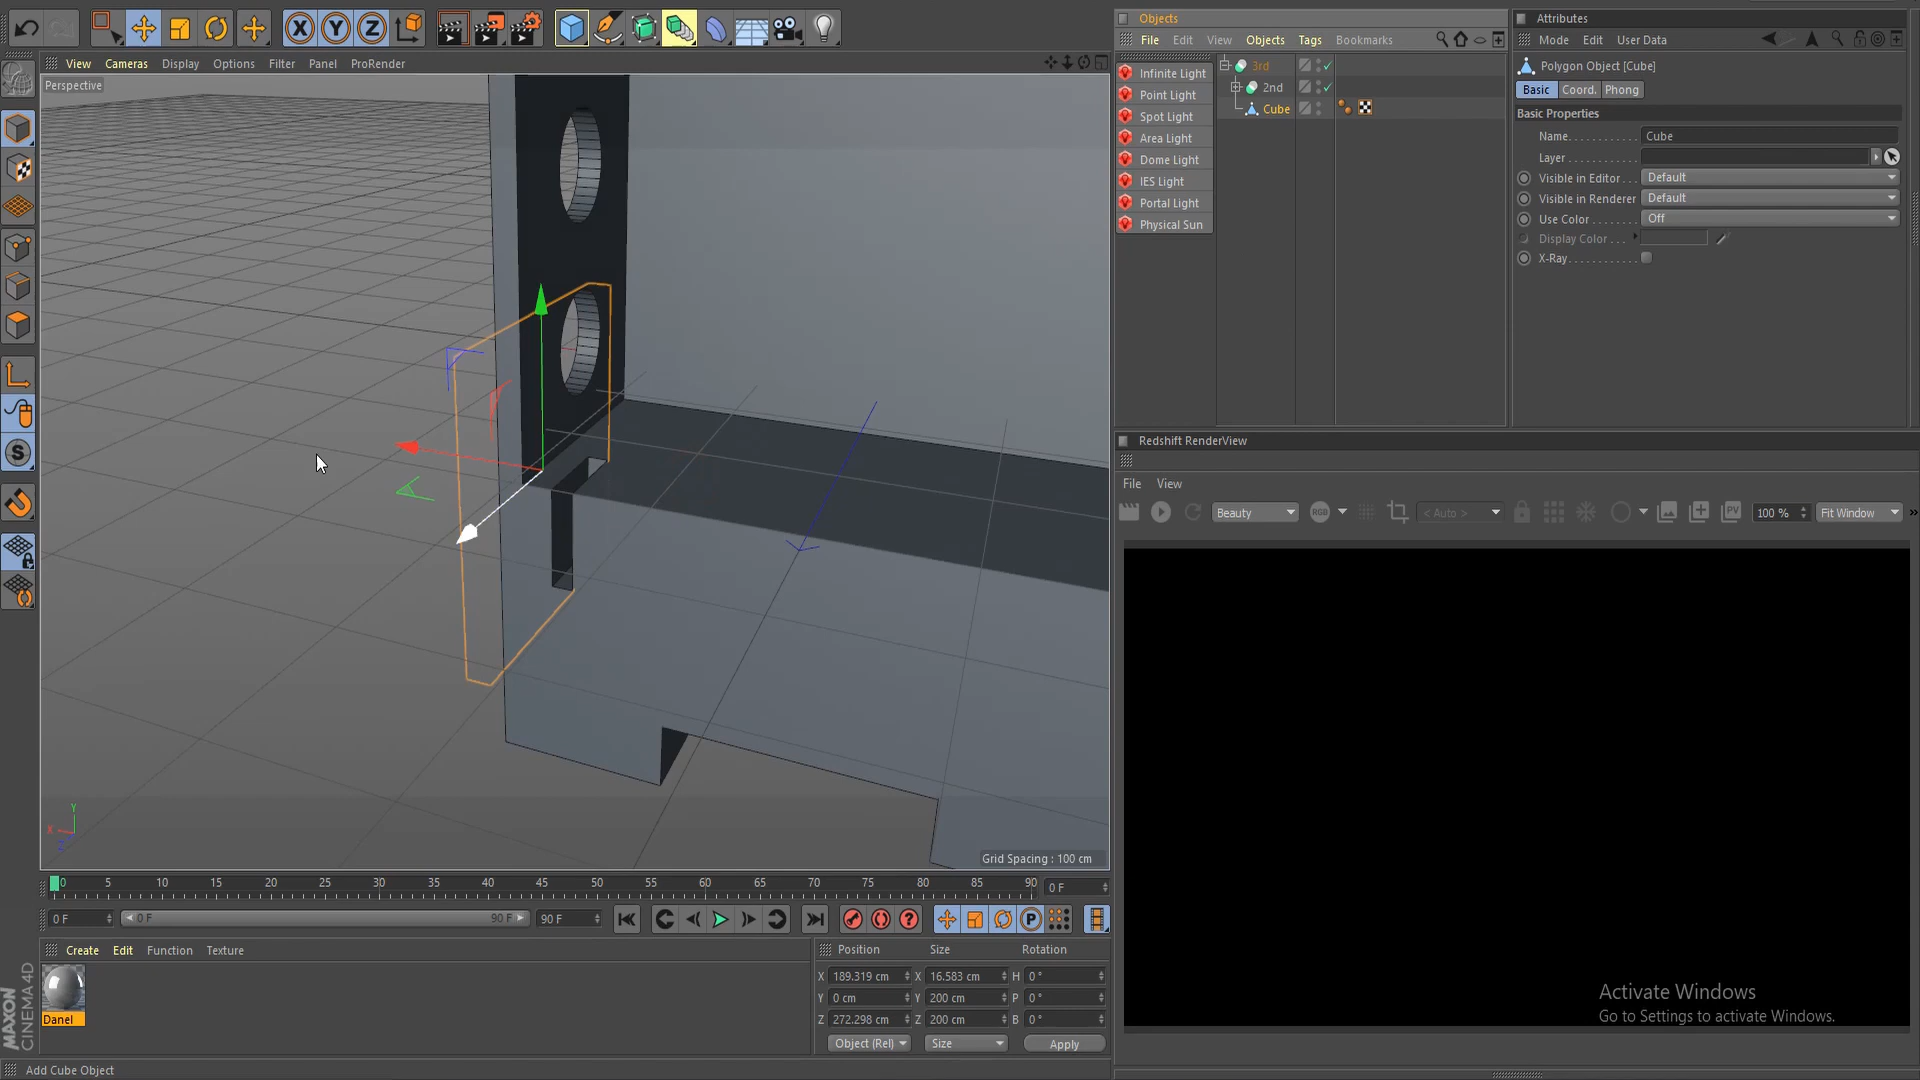 View Cameras Display Options Filter Panel ProRender
Perspective
Grid Spacing : 100 cm
Y
X
Z
X Y Z
S
Objects
File Edit View Objects Tags Bookmarks
Infinite Light
Point Light
Spot Light
Area Light
Dome Light
IES Light
Portal Light
Physical Sun
3rd
2nd
Cube
Attributes
Mode Edit User Data
Polygon Object [Cube]
Basic Coord. Phong
Basic Properties
Name . . . . . . . . . . . Cube
Layer . . . . . . . . . . .
Visible in Editor . . . Default
Visible in Renderer Default
Use Color . . . . . . . Off
Display Color . . .
X-Ray. . . . . . . . . .
Redshift RenderView
File View
Beauty RGB < Auto > PV 100 % Fit Window »
0 5 10 15 20 25 30 35 40 45 50 55 60 65 70 75 80 85 90 0 F
0 F 0 F 90 F 90 F ? P
Create Edit Function Texture
Danel
MAXON
CINEMA 4D
Position Size Rotation
X 189.319 cm X 16.583 cm H 0 °
Y 0 cm Y 200 cm P 0 °
Z 272.298 cm Z 200 cm B 0 °
Object (Rel) Size Apply
Activate Windows
Go to Settings to activate Windows.
Add Cube Object